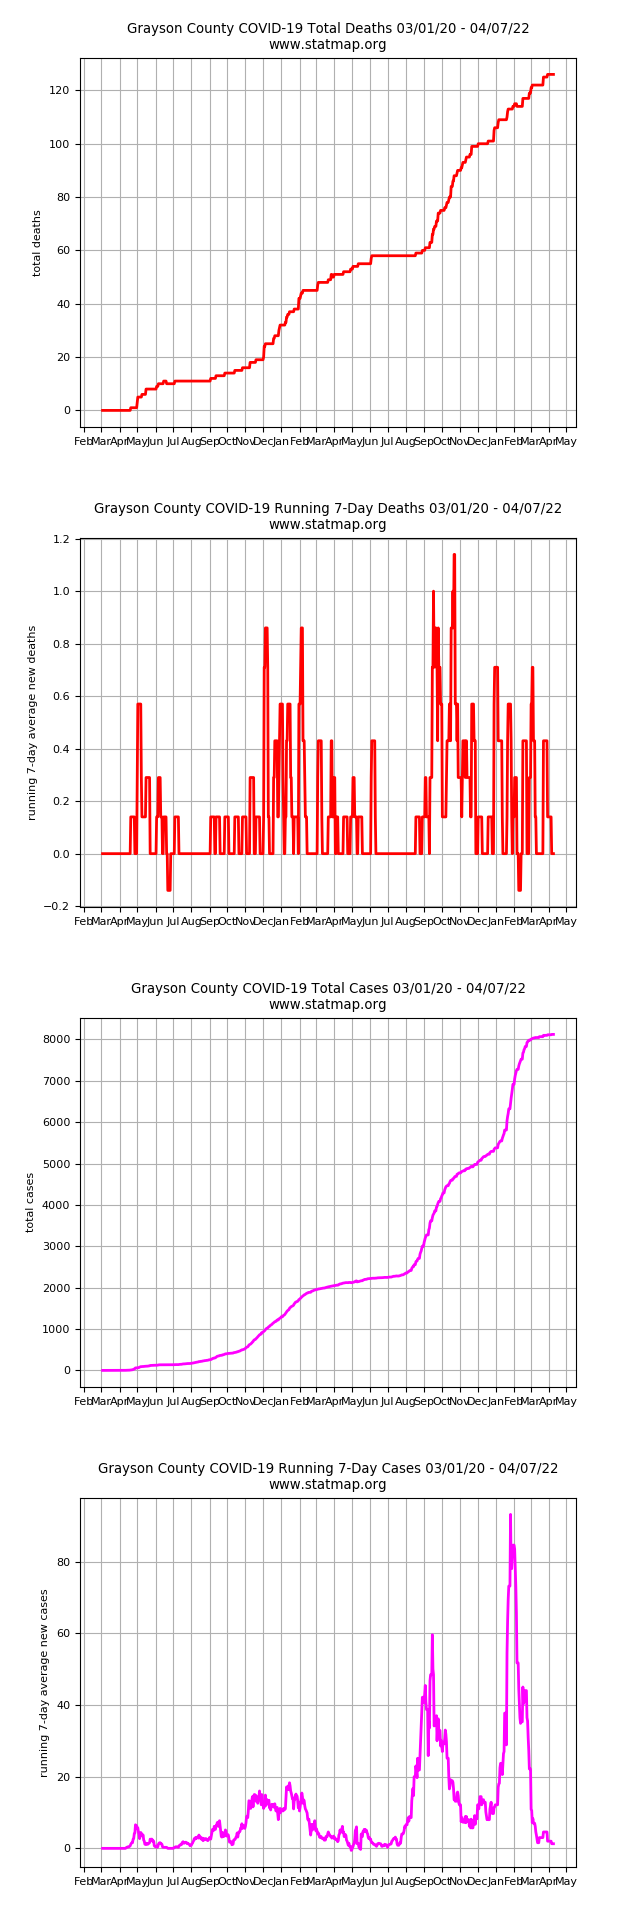 Grayson County COVID-19 Total Deaths 03/01/20 - 04/07/22
www.statmap.org
120
100
80
60
40
20
0
total deaths
Feb Mar Apr May Jun Jul Aug Sep Oct Nov Dec Jan Feb Mar Apr May Jun Jul Aug Sep Oct Nov Dec Jan Feb Mar Apr May
Grayson County COVID-19 Running 7-Day Deaths 03/01/20 - 04/07/22
www.statmap.org
1.2
1.0
0.8
0.6
0.4
0.2
0.0
−0.2
running 7-day average new deaths
Feb Mar Apr May Jun Jul Aug Sep Oct Nov Dec Jan Feb Mar Apr May Jun Jul Aug Sep Oct Nov Dec Jan Feb Mar Apr May
Grayson County COVID-19 Total Cases 03/01/20 - 04/07/22
www.statmap.org
8000
7000
6000
5000
4000
3000
2000
1000
0
total cases
Feb Mar Apr May Jun Jul Aug Sep Oct Nov Dec Jan Feb Mar Apr May Jun Jul Aug Sep Oct Nov Dec Jan Feb Mar Apr May
Grayson County COVID-19 Running 7-Day Cases 03/01/20 - 04/07/22
www.statmap.org
80
60
40
20
0
running 7-day average new cases
Feb Mar Apr May Jun Jul Aug Sep Oct Nov Dec Jan Feb Mar Apr May Jun Jul Aug Sep Oct Nov Dec Jan Feb Mar Apr May